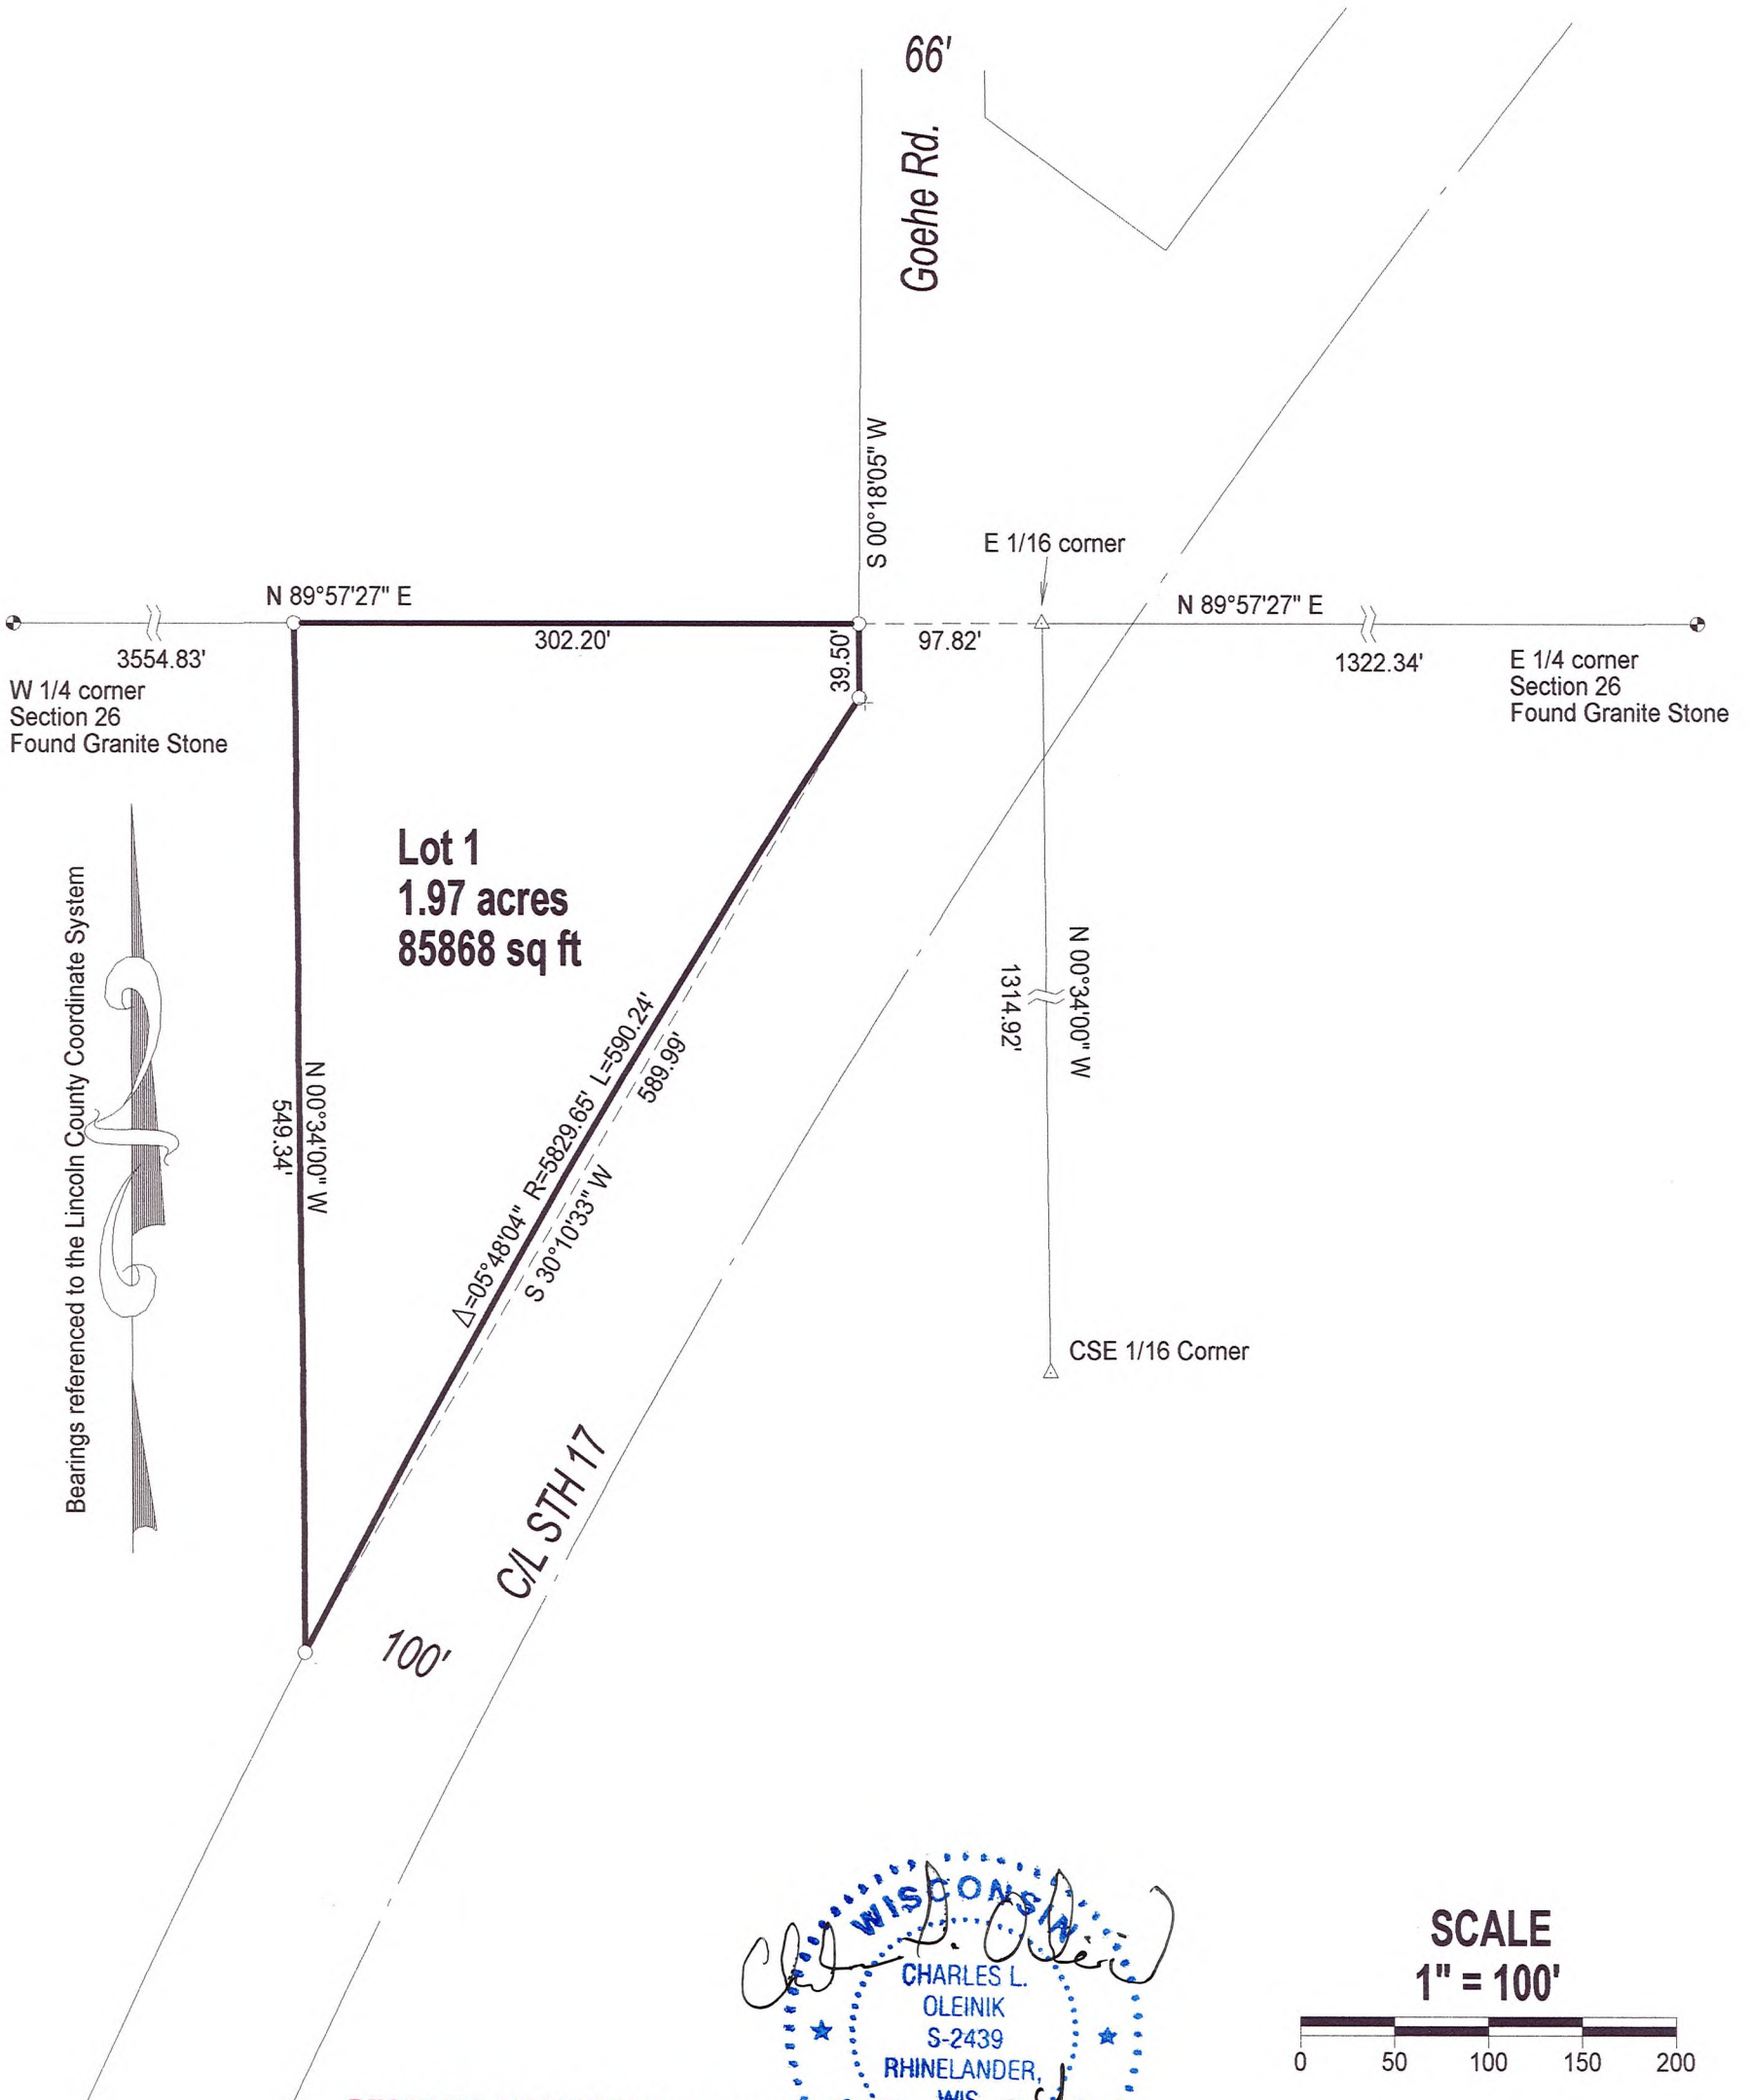 66'
Goehe Rd.
S 00°18'05" W
E 1/16 corner
N 89°57'27" E
N 89°57'27" E
3554.83'
302.20'
39.50'
97.82'
1322.34'
W 1/4 corner
Section 26
Found Granite Stone
E 1/4 corner
Section 26
Found Granite Stone
Lot 1
1.97 acres
85868 sq ft
Bearings referenced to the Lincoln County Coordinate System
N 00°34'00" W
549.34'
Δ=05°48'04" R=5829.65' L=590.24'
589.99'
S 30°10'33" W
N 00°34'00" W
1314.92'
CSE 1/16 Corner
C/L STH 17
100'
WISCONSIN
CHARLES L.
OLEINIK
S-2439
RHINELANDER,
WIS
SCALE
1" = 100'
0 50 100 150 200